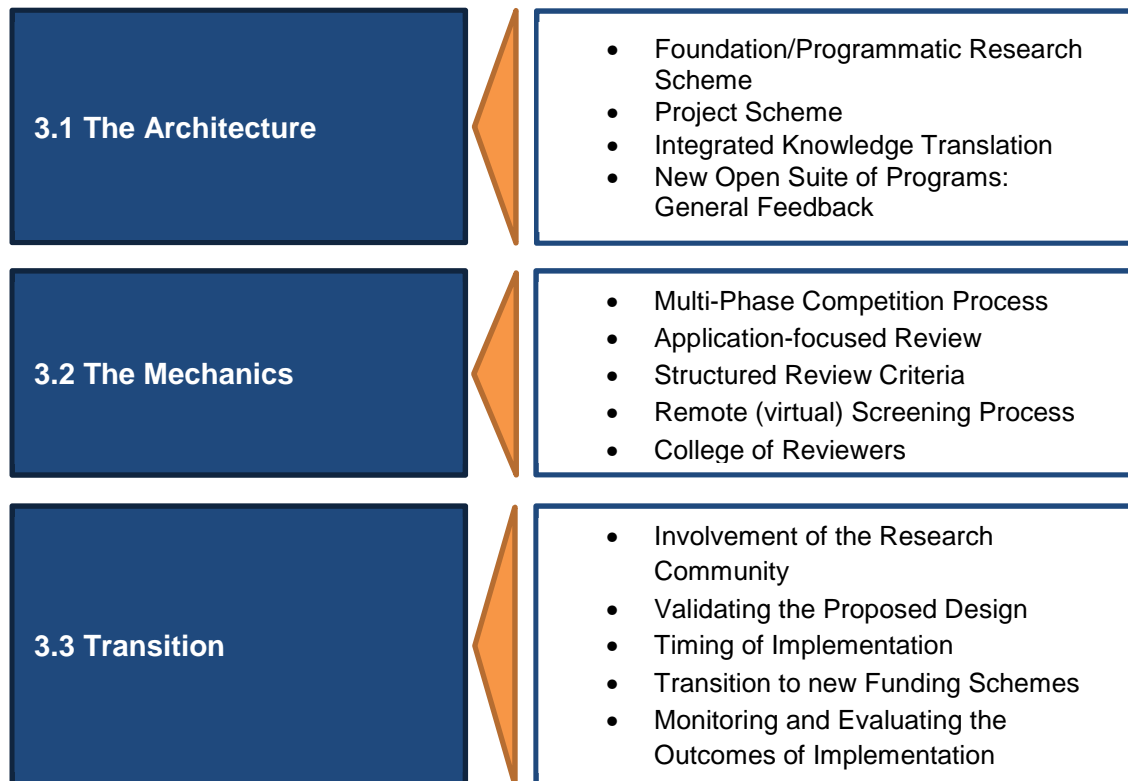 3.1 The Architecture
• Foundation/Programmatic Research
Scheme
• Project Scheme
• Integrated Knowledge Translation
• New Open Suite of Programs:
General Feedback
3.2 The Mechanics
• Multi-Phase Competition Process
• Application-focused Review
• Structured Review Criteria
• Remote (virtual) Screening Process
• College of Reviewers
3.3 Transition
• Involvement of the Research
Community
• Validating the Proposed Design
• Timing of Implementation
• Transition to new Funding Schemes
• Monitoring and Evaluating the
Outcomes of Implementation